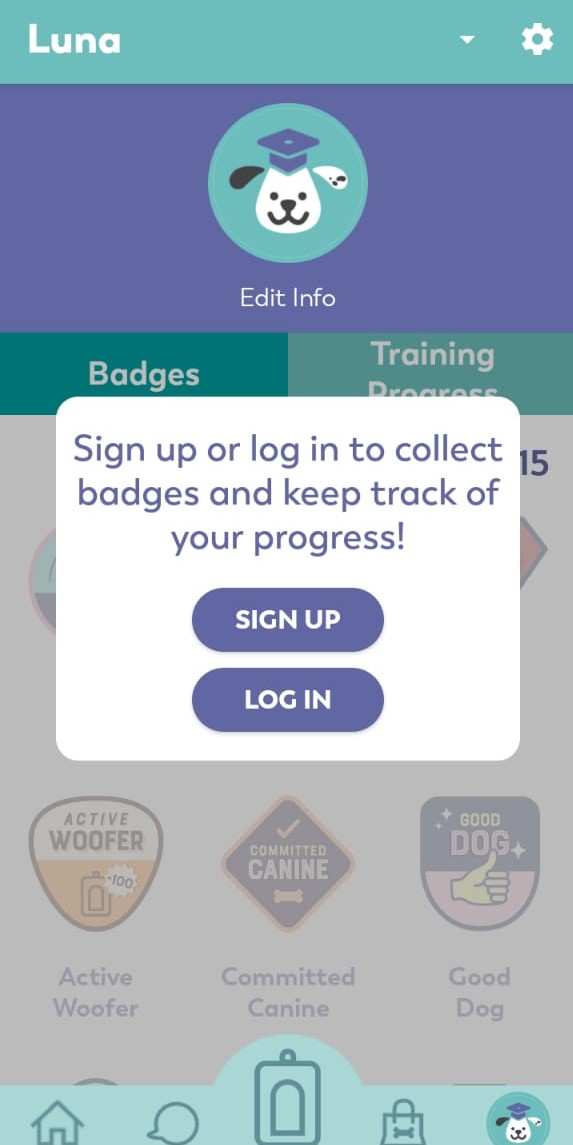 Luna
Edit Info
Badges
Training
Progress
Sign up or log in to collect
badges and keep track of
your progress!
15
SIGN UP
LOG IN
ACTIVE
WOOFER
100
COMMITTED
CANINE
GOOD
DOG
Active
Woofer
Committed
Canine
Good
Dog